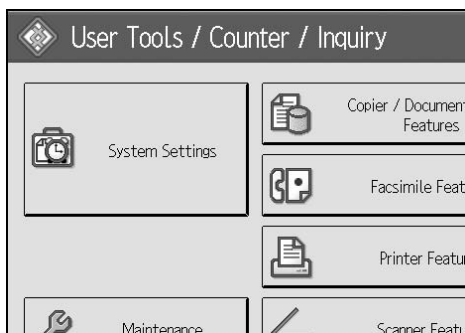 User Tools / Counter / Inquiry
System Settings
Copier / Document
Features
Facsimile Feat
Printer Featu
Maintenance
Scanner Featu